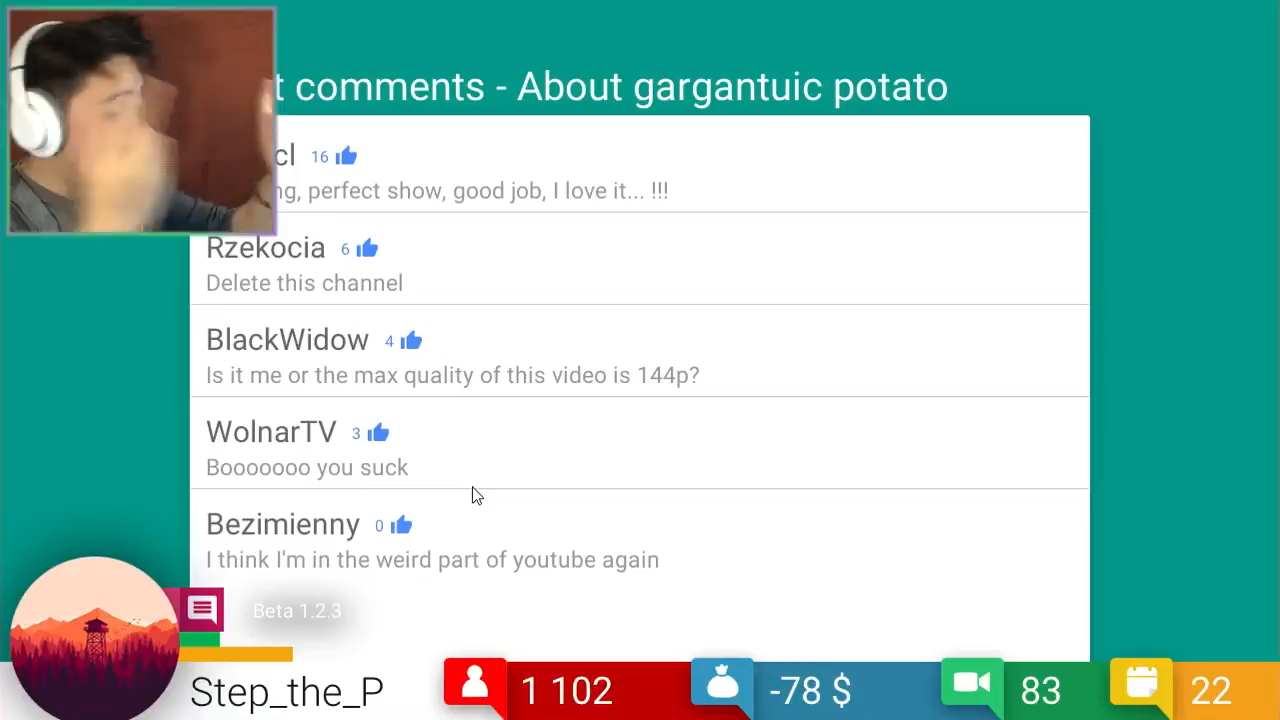 t comments - About gargantuic potato
cl 16
ng, perfect show, good job, I love it... !!!
Rzekocia 6
Delete this channel
BlackWidow 4
Is it me or the max quality of this video is 144p?
WolnarTV 3
Booooooo you suck
Bezimienny 0
I think I'm in the weird part of youtube again
Beta 1.2.3
Step_the_P 1 102 -78 $ 83 22